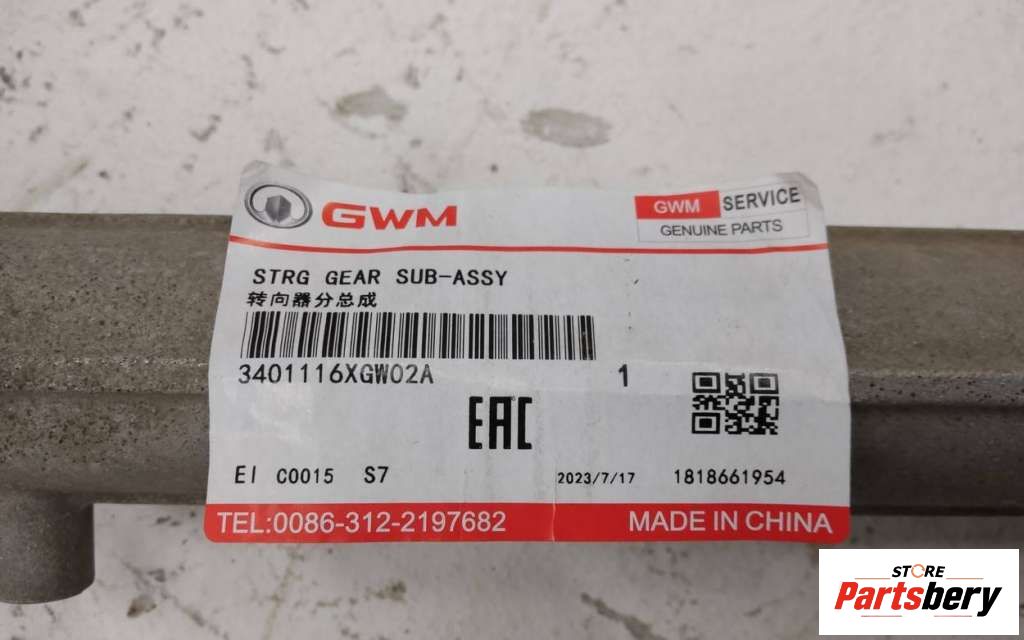 GWM
GWM SERVICE
GENUINE PARTS
STRG GEAR SUB-ASSY
转向器分总成
3401116XGW02A 1
EAC
EI C0015 S7 2023/7/17 1818661954
TEL:0086-312-2197682 MADE IN CHINA
STORE
Partsbery